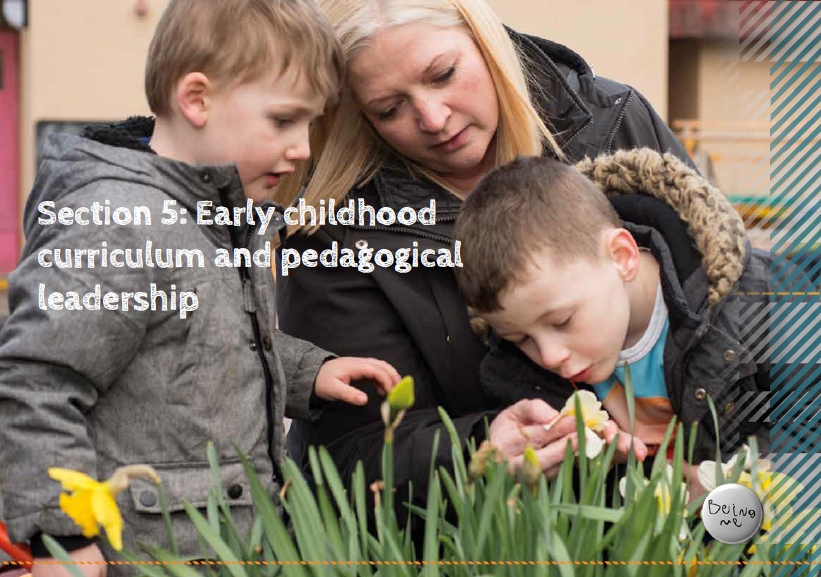 Section 5: Early childhood
curriculum and pedagogical
leadership
Being
me